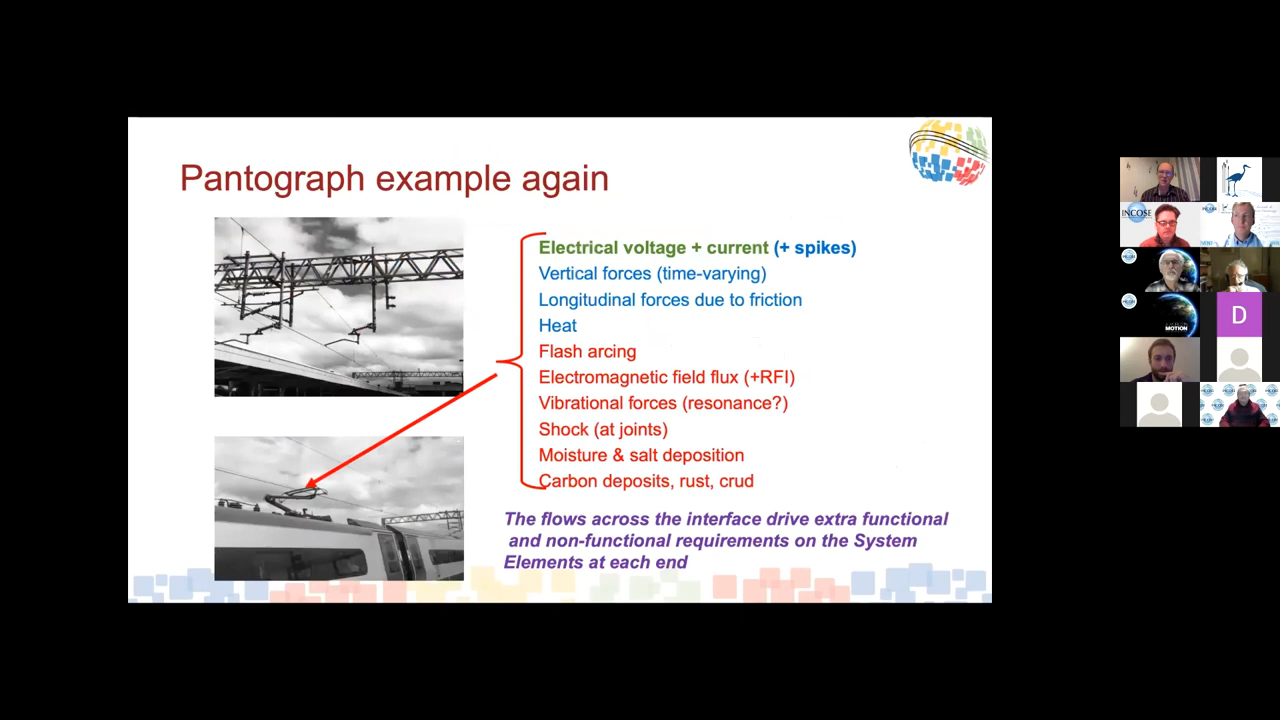 Pantograph example again
Electrical voltage + current (+ spikes)
Vertical forces (time-varying)
Longitudinal forces due to friction
Heat
Flash arcing
Electromagnetic field flux (+RFI)
Vibrational forces (resonance?)
Shock (at joints)
Moisture & salt deposition
Carbon deposits, rust, crud
The flows across the interface drive extra functional
and non-functional requirements on the System
Elements at each end
INCOSE
MOTION
D